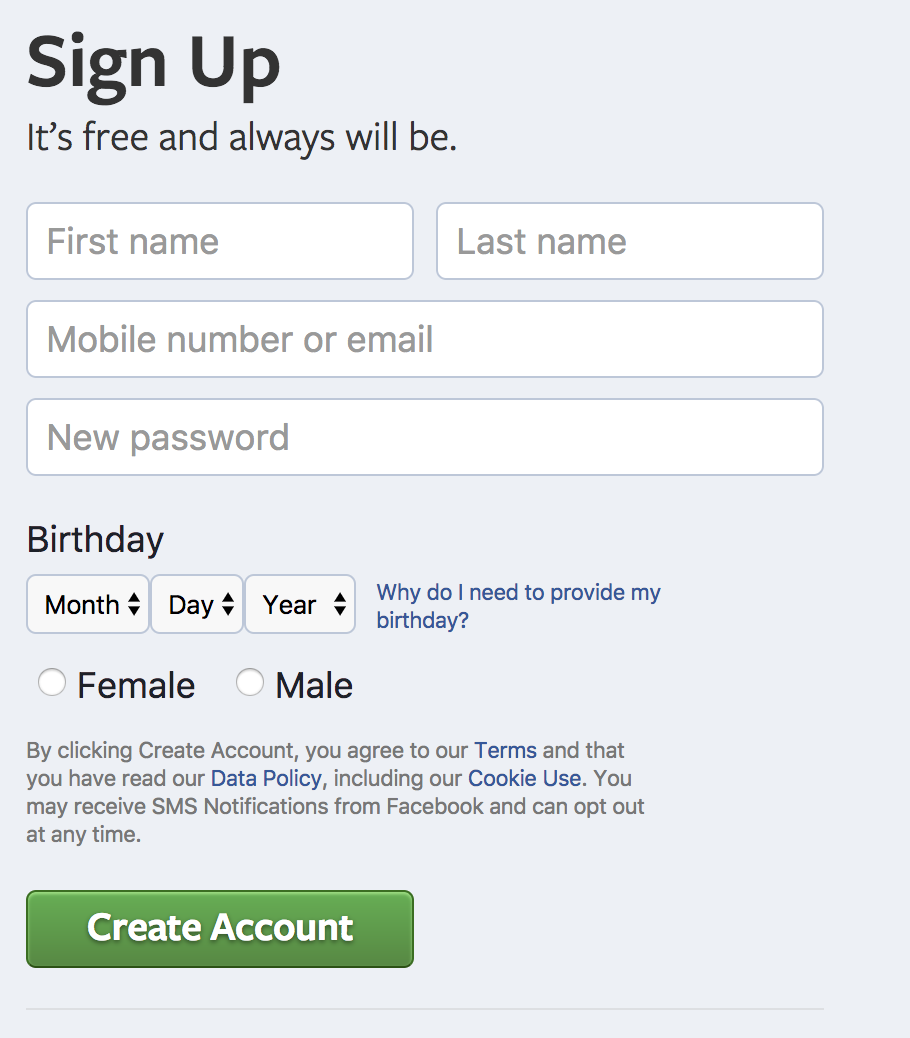 Sign Up
It’s free and always will be.
First name Last name
Mobile number or email
New password
Birthday
Month Day Year Why do I need to provide my
birthday?
Female Male
By clicking Create Account, you agree to our Terms and that
you have read our Data Policy, including our Cookie Use. You
may receive SMS Notifications from Facebook and can opt out
at any time.
Create Account